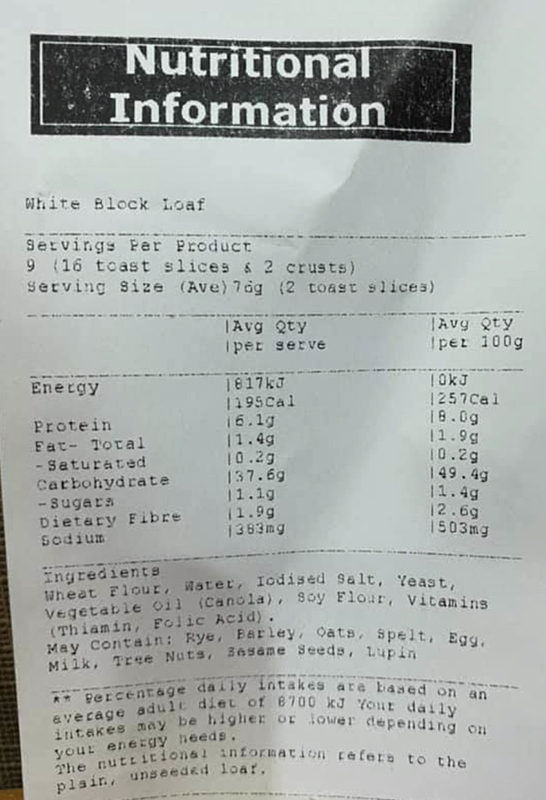 Nutritional
Information
White Block Loaf
Servings Per Product
9 (16 toast slices & 2 crusts)
Serving Size (Ave) 76g (2 toast slices)
|Avg Qty |Avg Qty
|per serve |per 100g
Energy |817kJ |0kJ
|195Cal |257Cal
Protein |6.1g |8.0g
Fat- Total |1.4g |1.9g
-Saturated |0.2g |0.2g
Carbohydrate |37.6g |49.4g
-Sugars |1.1g |1.4g
Dietary Fibre |1.9g |2.6g
Sodium |383mg |503mg
Ingredients
Wheat Flour, Water, Iodised Salt, Yeast,
Vegetable Oil (Canola), Soy Flour, Vitamins
(Thiamin, Folic Acid).
May Contain: Rye, Barley, Oats, Spelt, Egg,
Milk, Tree Nuts, Sesame Seeds, Lupin
** Percentage daily intakes are based on an
average adult diet of 8700 kJ Your daily
intakes may be higher or lower depending on
your energy needs.
The nutritional information refers to the
plain, unseeded loaf.